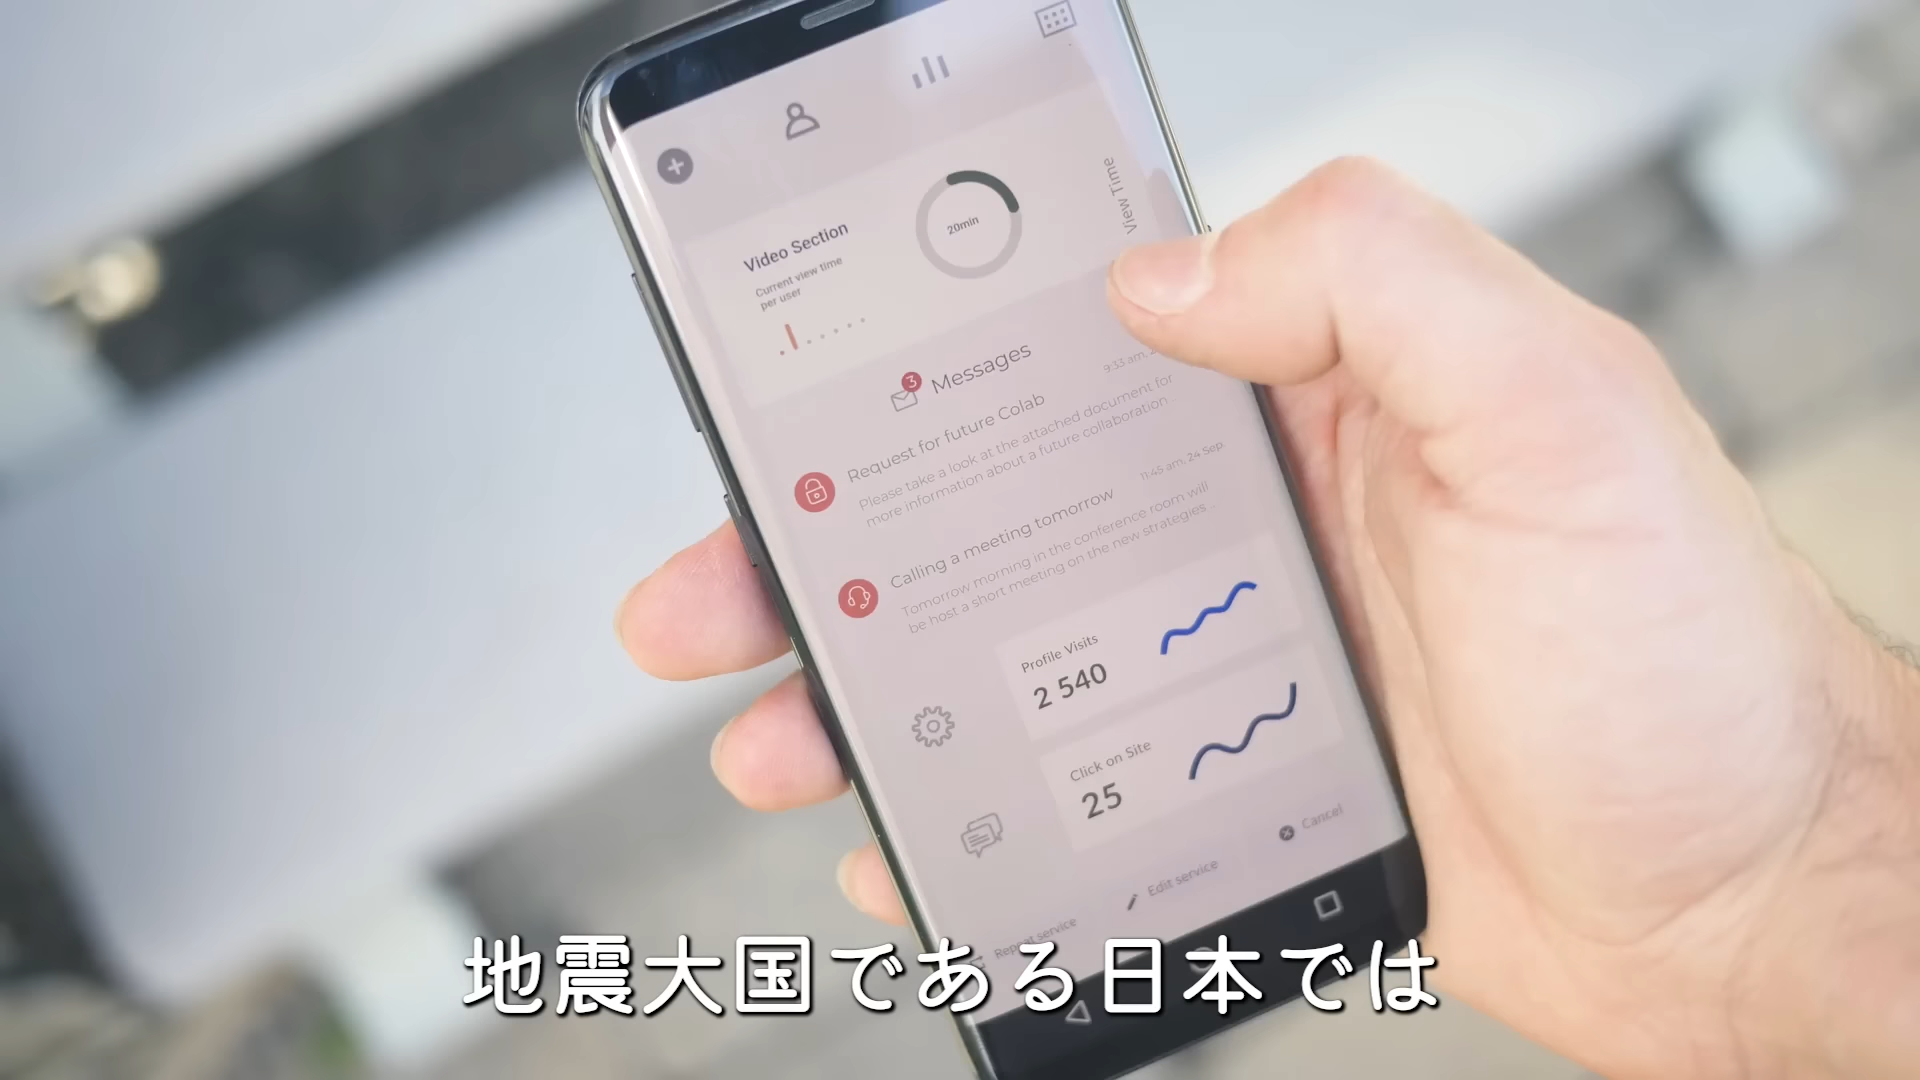 View Time
Video Section
20min
Current view time
per user
3
Messages
9:33 am,
Request for future Colab
Please take a look at the attached document for
more information about a future collaboration
11:45 am, 24 Sep
Calling a meeting tomorrow
Tomorrow morning in the conference room will
be host a short meeting on the new strategies ...
Profile Visits
2 540
Click on Site
25
Cancel
Edit service
Repeat service
地震大国である日本では